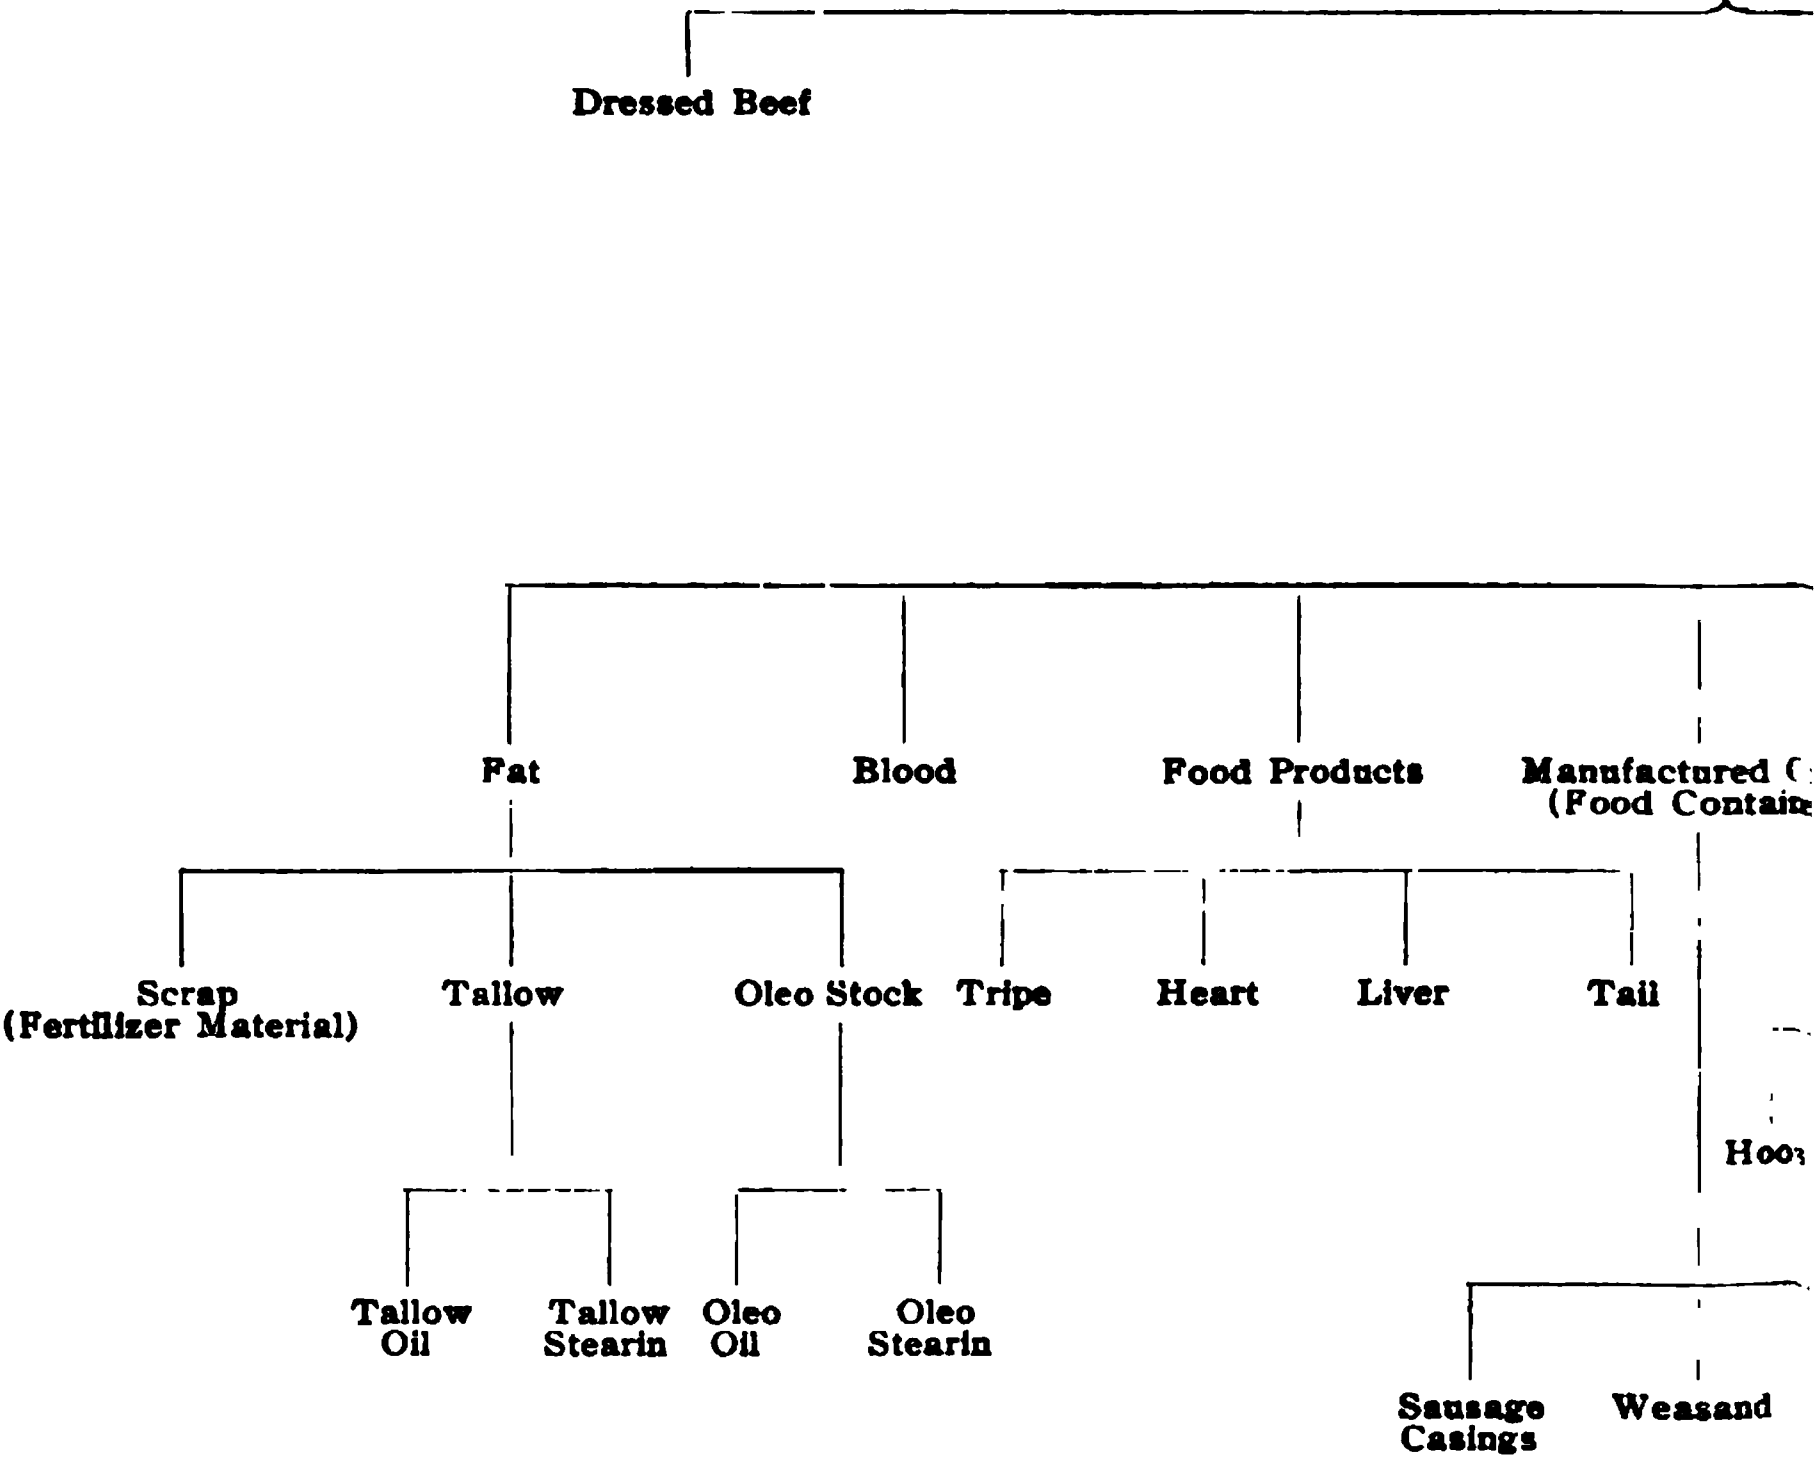 Dressed Beef
Fat
Blood
Food Products
Manufactured
(Food
Scrap
(Fertilizer Material)
Tallow
Oleo Stock
Tripe
Heart
Liver
Tail
Tallow
Oil
Tallow
Stearin
Oleo
Oil
Oleo
Stearin
Sausage
Casings
Weasand